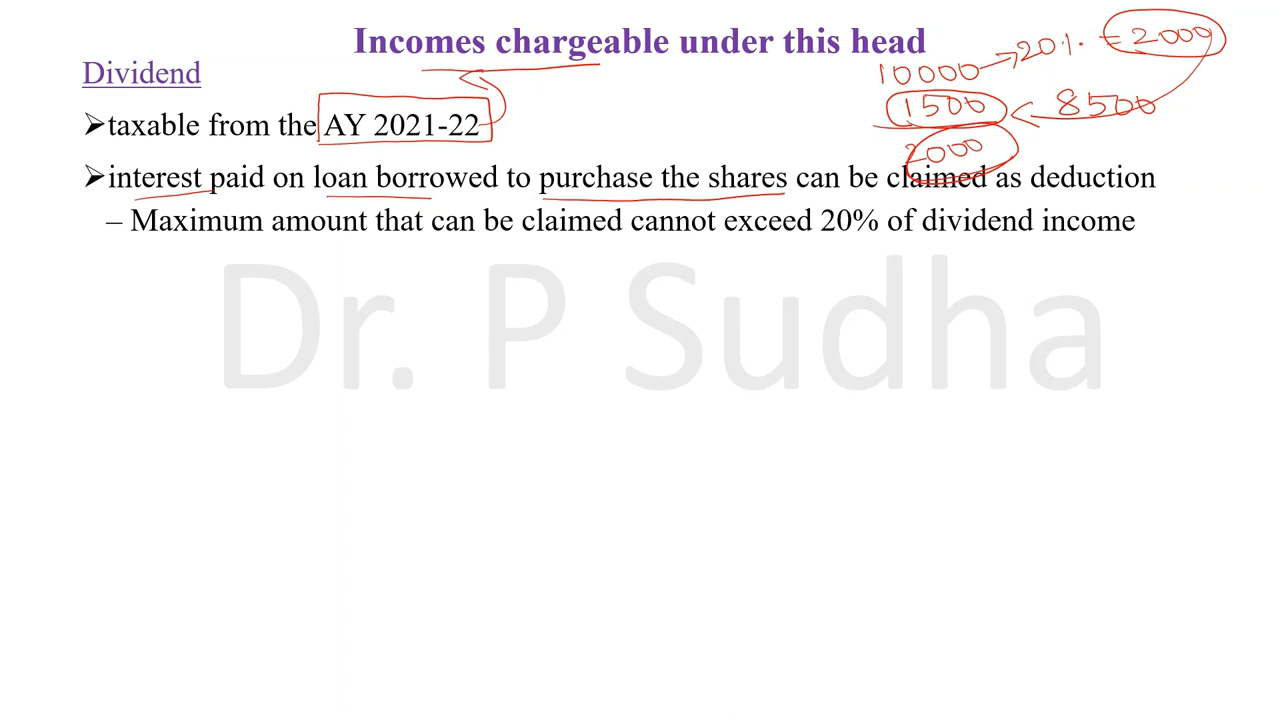 Incomes chargeable under this head
10000 → 20% = 2000
Dividend
1500 ← 8500
➢taxable from the AY 2021-22
2000
➢interest paid on loan borrowed to purchase the shares can be claimed as deduction
– Maximum amount that can be claimed cannot exceed 20% of dividend income
Dr. P Sudha